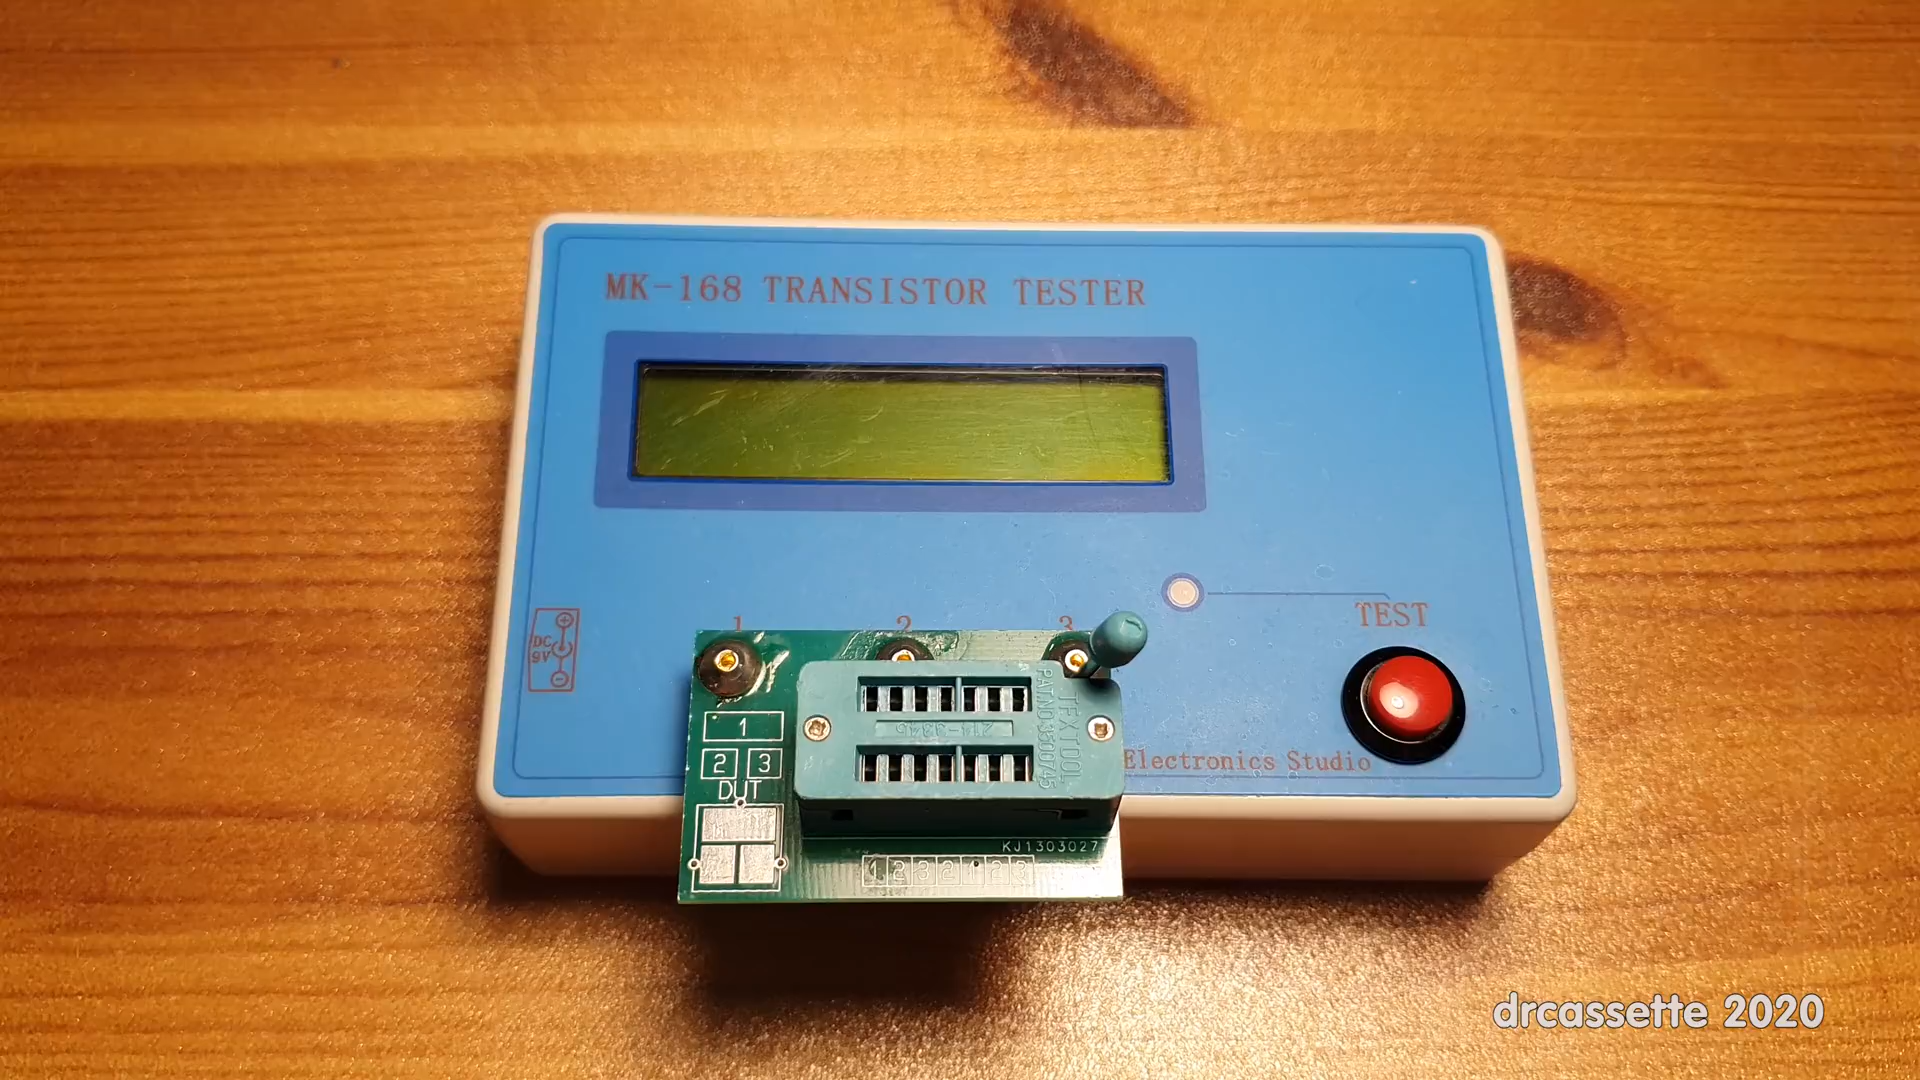 MK-168 TRANSISTOR TESTER
1 2 3
TEST
DC
9V
1
2 3
DUT
TEXTOOL
PAT.NO.3500745
Electronics Studio
KJ1303027
1 2 3 2 1 2 3
drcassette 2020